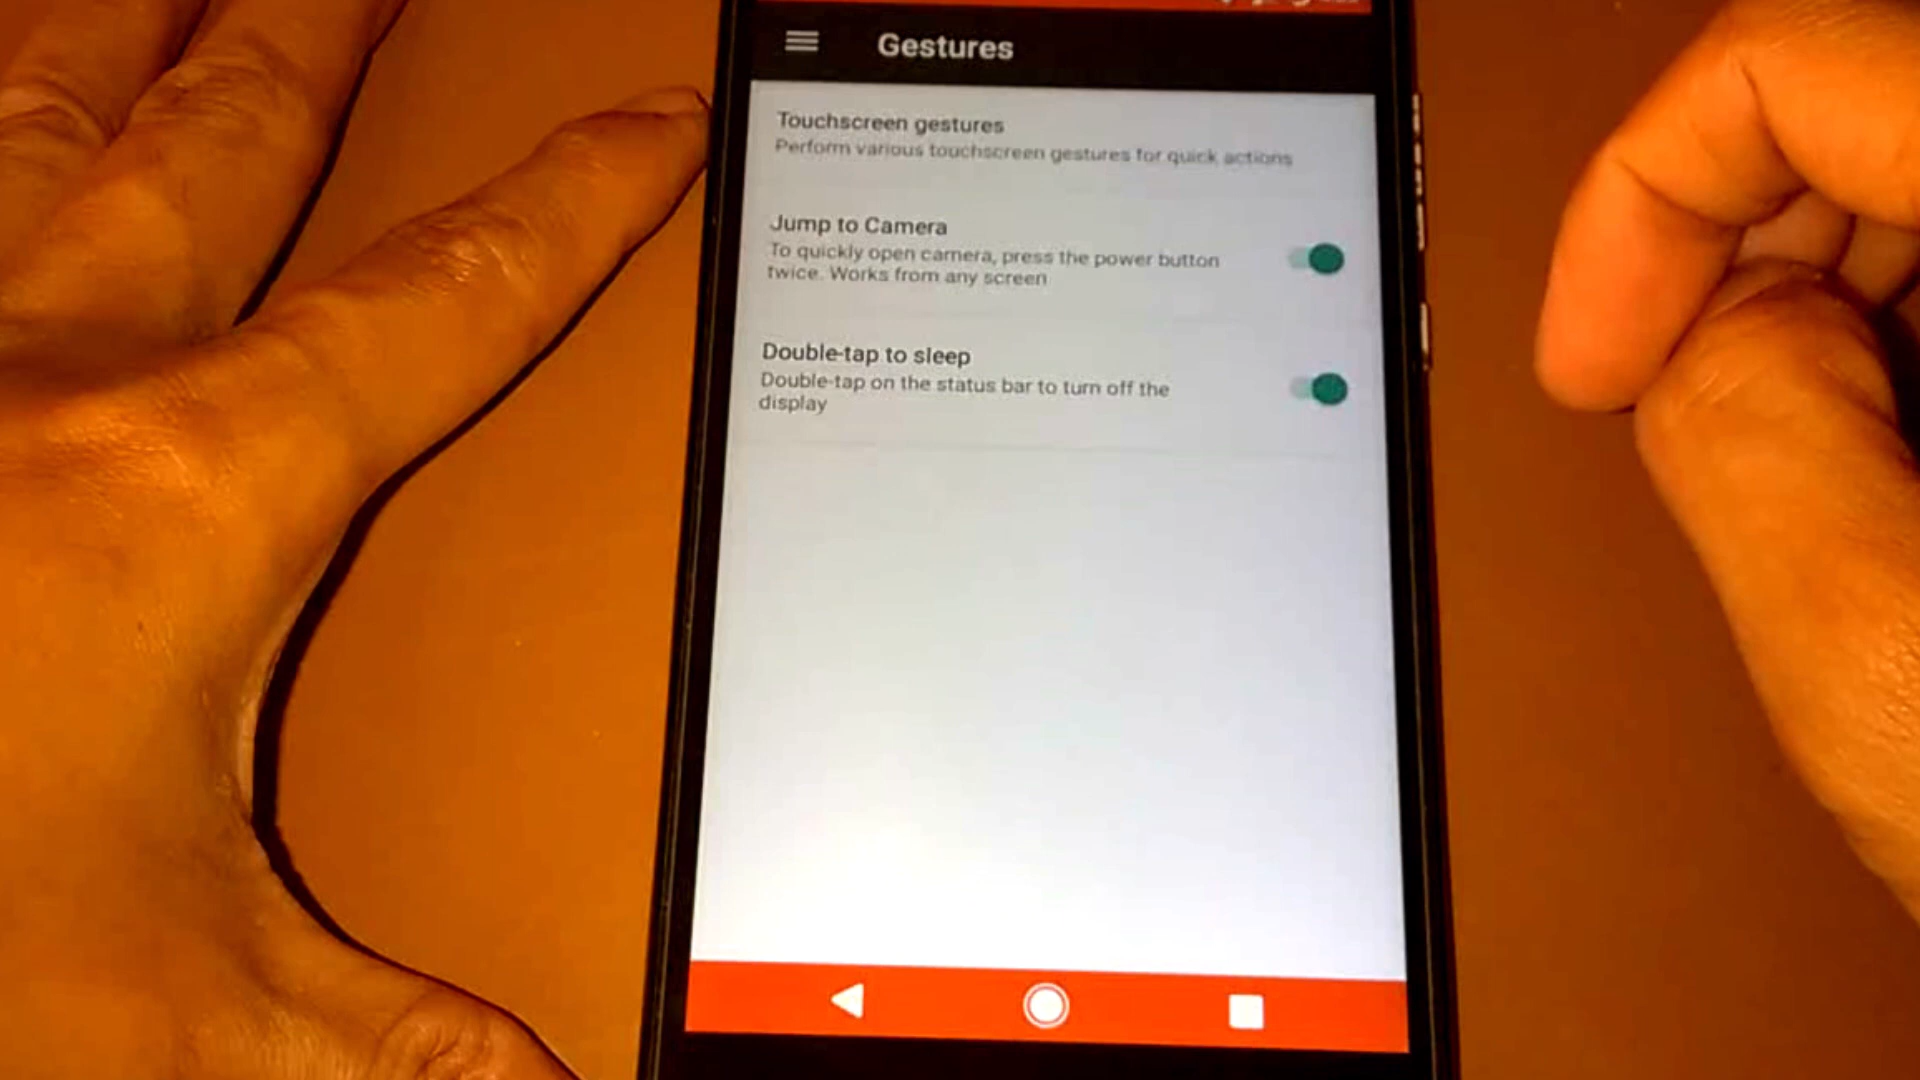 Gestures
Touchscreen gestures
Perform various touchscreen gestures for quick actions
Jump to Camera
To quickly open camera, press the power button
twice. Works from any screen
Double-tap to sleep
Double-tap on the status bar to turn off the
display